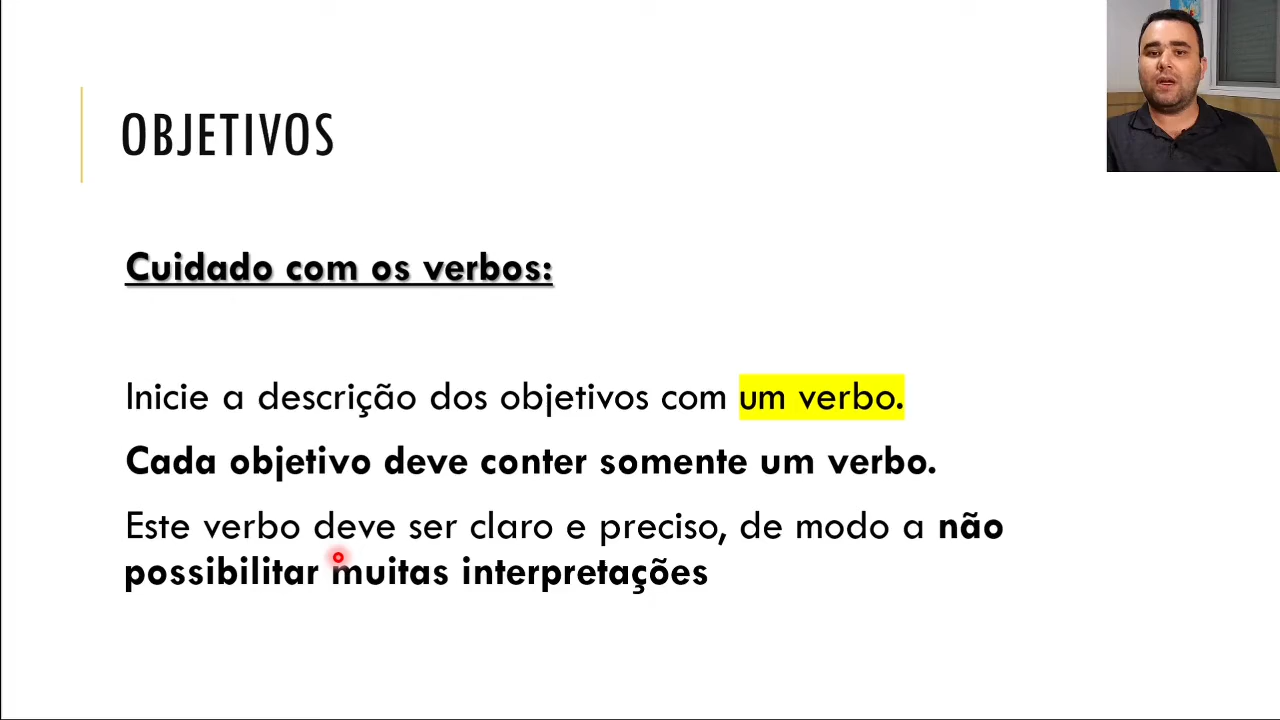 OBJETIVOS
Cuidado com os verbos:
Inicie a descrição dos objetivos com um verbo.
Cada objetivo deve conter somente um verbo.
Este verbo deve ser claro e preciso, de modo a não
possibilitar muitas interpretações